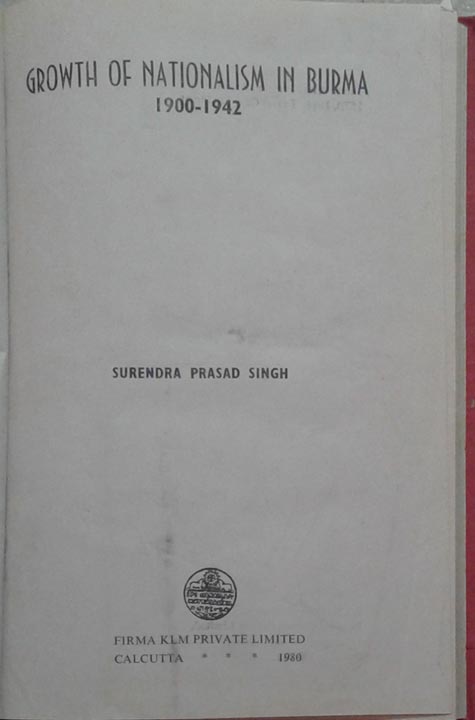 GROWTH OF NATIONALISM IN BURMA
1900-1942
SURENDRA PRASAD SINGH
FIRMA KLM PRIVATE LIMITED
CALCUTTA * * * 1980